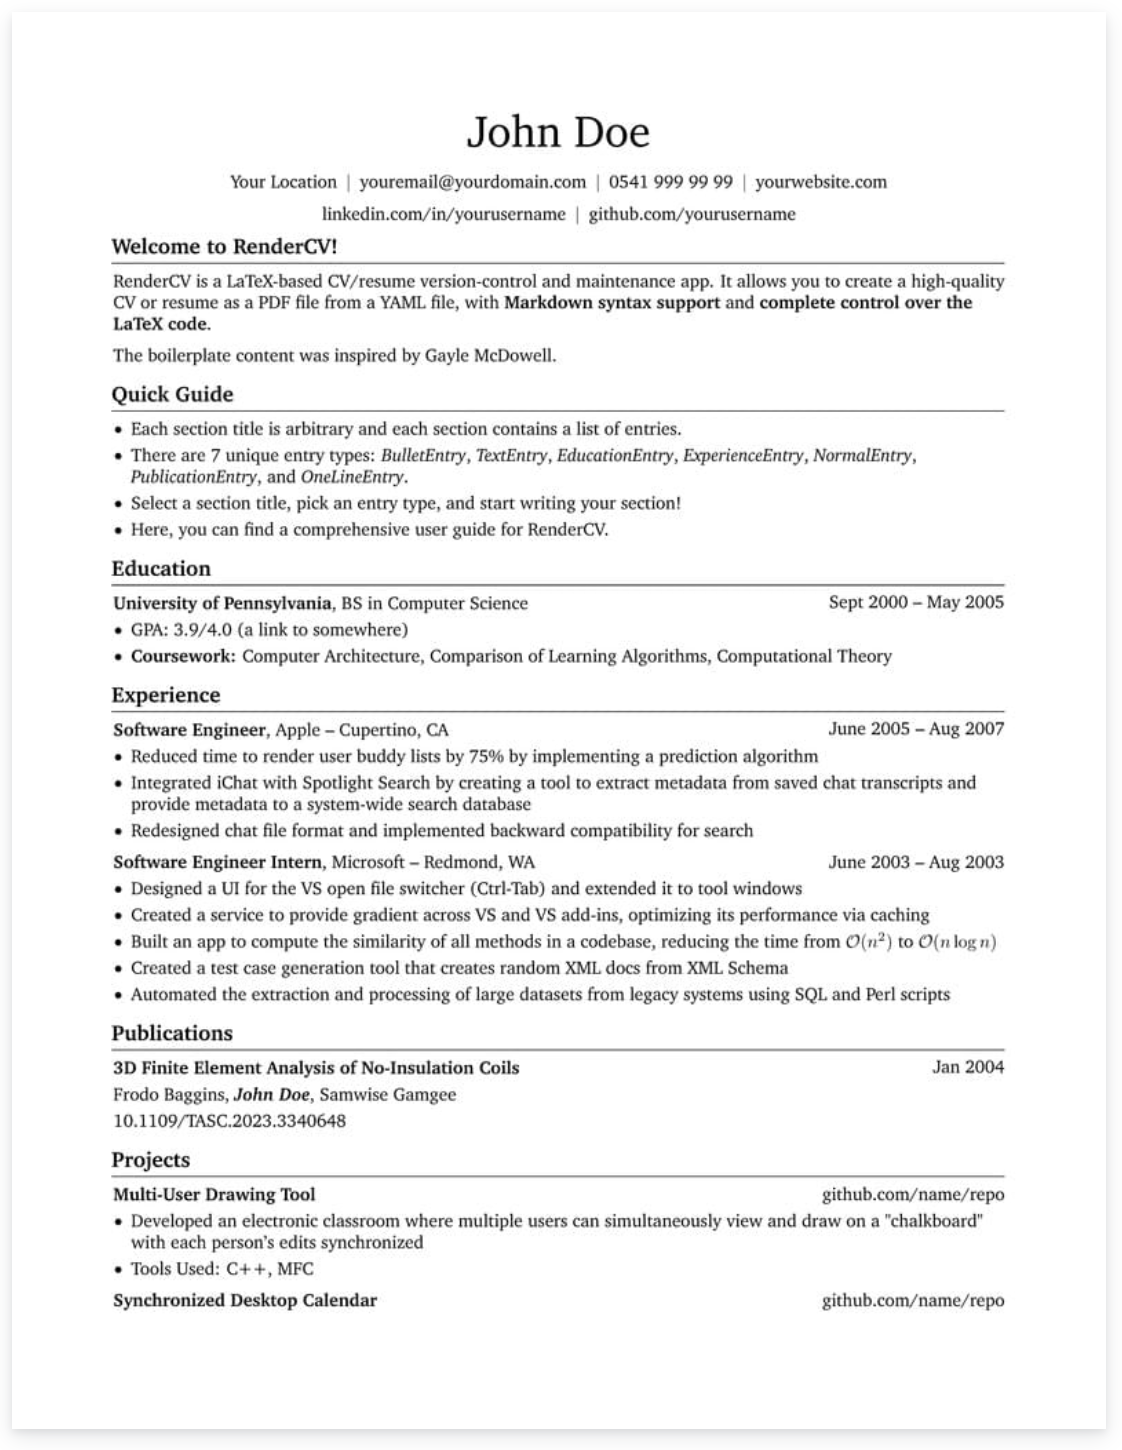 John Doe
Your Location | youremail@yourdomain.com | 0541 999 99 99 | yourwebsite.com
linkedin.com/in/yourusername | github.com/yourusername
Welcome to RenderCV!
RenderCV is a LaTeX-based CV/resume version-control and maintenance app. It allows you to create a high-quality
CV or resume as a PDF file from a YAML file, with Markdown syntax support and complete control over the
LaTeX code.
The boilerplate content was inspired by Gayle McDowell.
Quick Guide
• Each section title is arbitrary and each section contains a list of entries.
• There are 7 unique entry types: BulletEntry, TextEntry, EducationEntry, ExperienceEntry, NormalEntry,
PublicationEntry, and OneLineEntry.
• Select a section title, pick an entry type, and start writing your section!
• Here, you can find a comprehensive user guide for RenderCV.
Education
University of Pennsylvania, BS in Computer Science Sept 2000 – May 2005
• GPA: 3.9/4.0 (a link to somewhere)
• Coursework: Computer Architecture, Comparison of Learning Algorithms, Computational Theory
Experience
Software Engineer, Apple – Cupertino, CA June 2005 – Aug 2007
• Reduced time to render user buddy lists by 75% by implementing a prediction algorithm
• Integrated iChat with Spotlight Search by creating a tool to extract metadata from saved chat transcripts and
provide metadata to a system-wide search database
• Redesigned chat file format and implemented backward compatibility for search
Software Engineer Intern, Microsoft – Redmond, WA June 2003 – Aug 2003
• Designed a UI for the VS open file switcher (Ctrl-Tab) and extended it to tool windows
• Created a service to provide gradient across VS and VS add-ins, optimizing its performance via caching
• Built an app to compute the similarity of all methods in a codebase, reducing the time from 𝒪(n²) to 𝒪(n log n)
• Created a test case generation tool that creates random XML docs from XML Schema
• Automated the extraction and processing of large datasets from legacy systems using SQL and Perl scripts
Publications
3D Finite Element Analysis of No-Insulation Coils Jan 2004
Frodo Baggins, John Doe, Samwise Gamgee
10.1109/TASC.2023.3340648
Projects
Multi-User Drawing Tool github.com/name/repo
• Developed an electronic classroom where multiple users can simultaneously view and draw on a "chalkboard"
with each person's edits synchronized
• Tools Used: C++, MFC
Synchronized Desktop Calendar github.com/name/repo